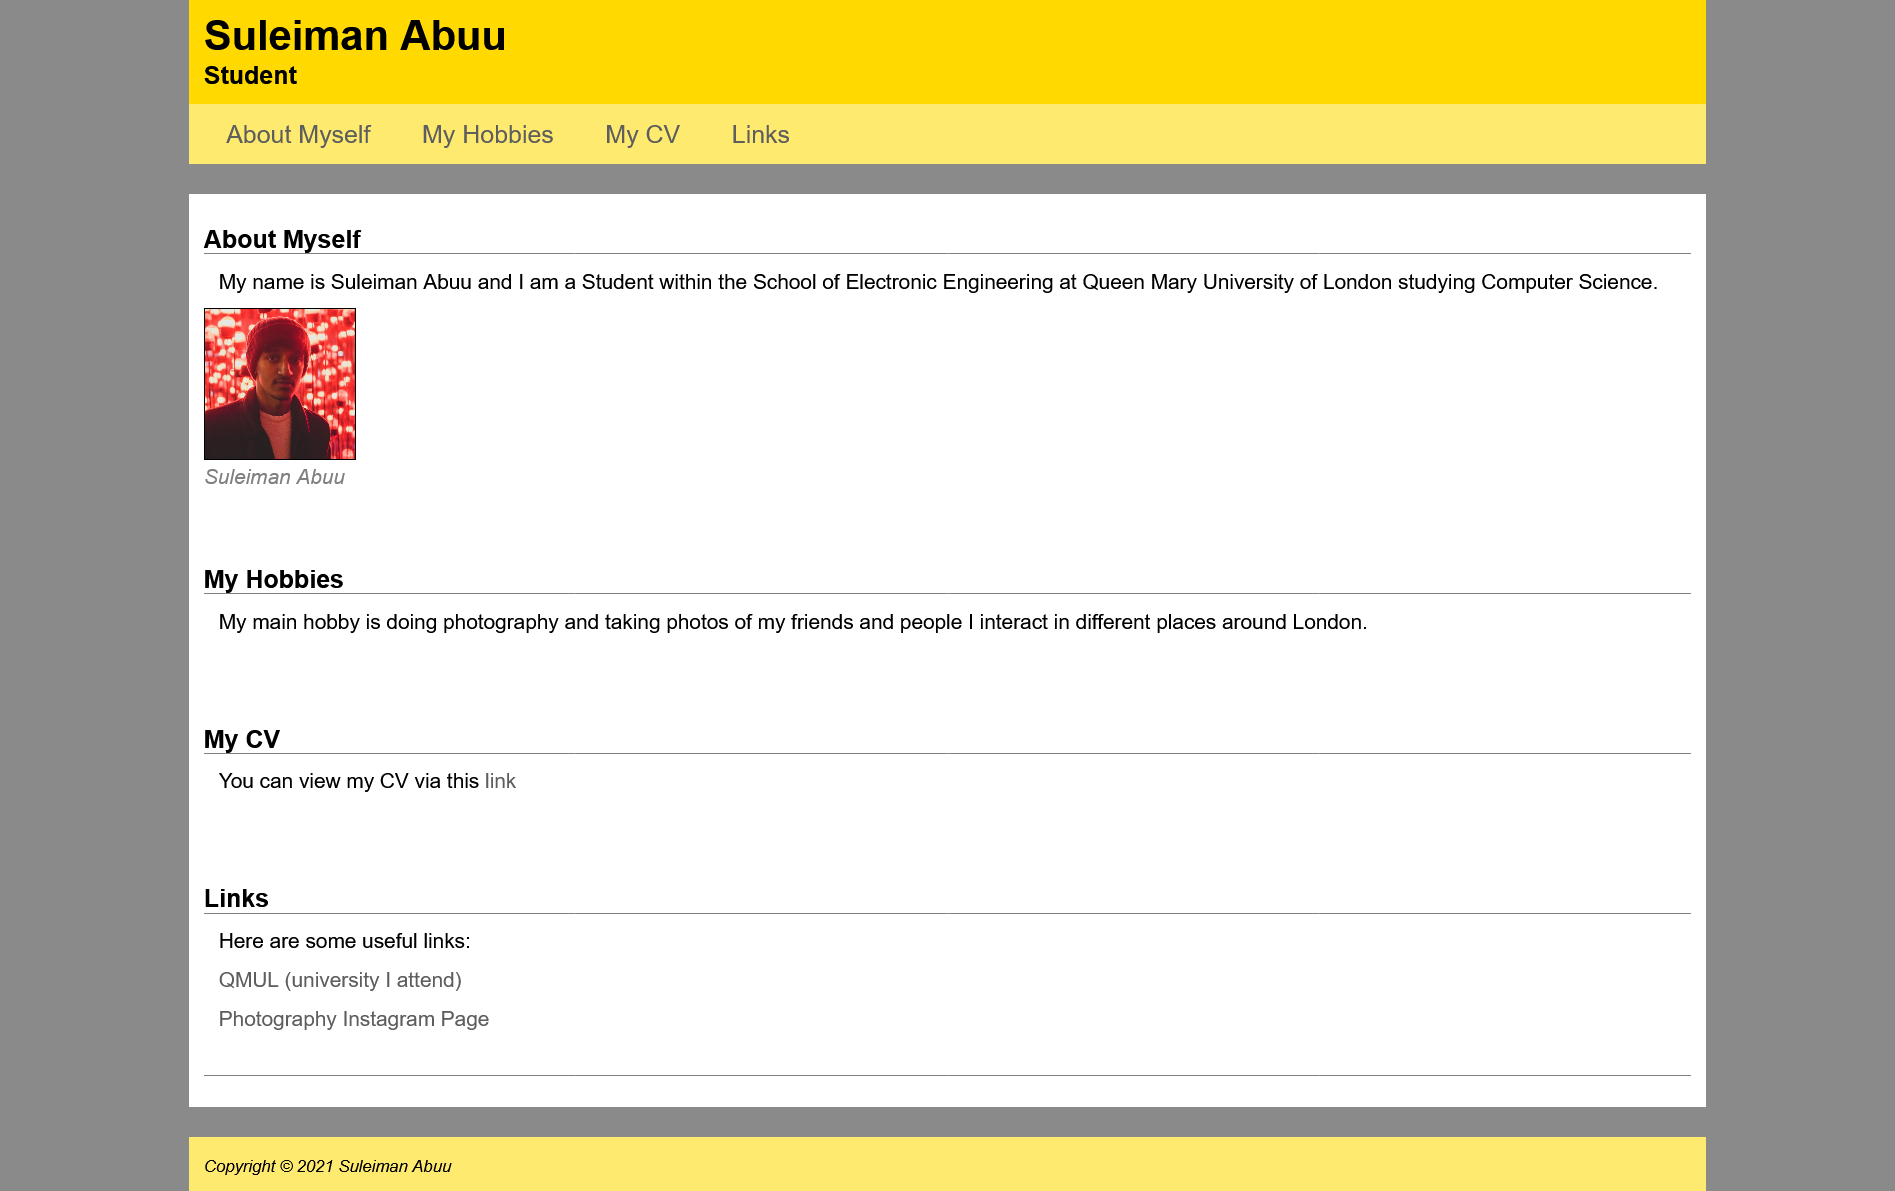 Suleiman Abuu
Student
About Myself My Hobbies My CV Links
About Myself
My name is Suleiman Abuu and I am a Student within the School of Electronic Engineering at Queen Mary University of London studying Computer Science.
Suleiman Abuu
My Hobbies
My main hobby is doing photography and taking photos of my friends and people I interact in different places around London.
My CV
You can view my CV via this link
Links
Here are some useful links:
QMUL (university I attend)
Photography Instagram Page
Copyright © 2021 Suleiman Abuu